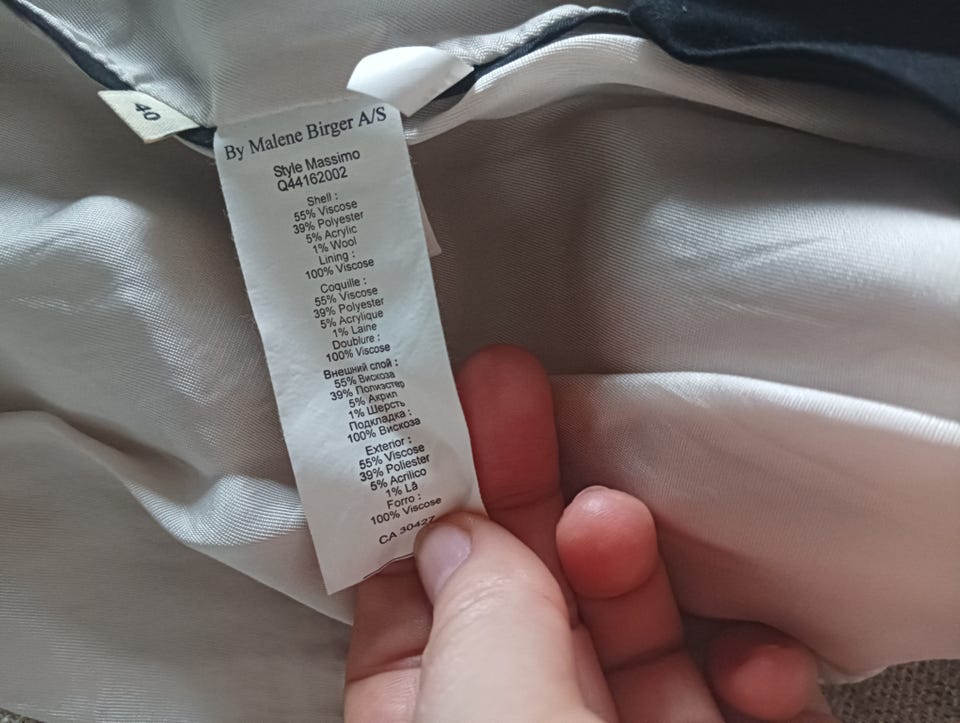 40
By Malene Birger A/S
Style Massimo
Q44162002
Shell :
55% Viscose
39% Polyester
5% Acrylic
1% Wool
Lining :
100% Viscose
Coquille :
55% Viscose
39% Polyester
5% Acrylique
1% Laine
Doublure :
100% Viscose
Внешний слой :
55% Вискоза
39% Полиэстер
5% Акрил
1% Шерсть
Подкладка :
100% Вискоза
Exterior :
55% Viscose
39% Poliester
5% Acrilico
1% Lã
Forro :
100% Viscose
CA 30427